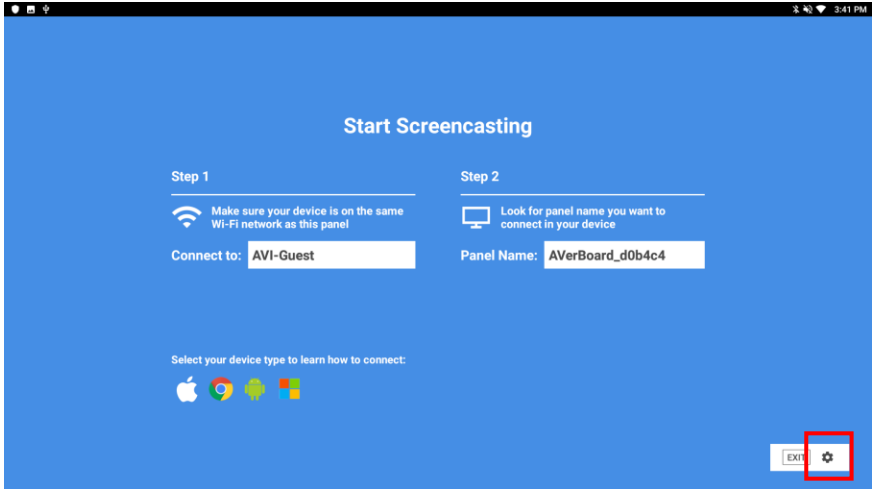 3:41 PM
Start Screencasting
Step 1
Make sure your device is on the same
Wi-Fi network as this panel
Connect to: AVI-Guest
Step 2
Look for panel name you want to
connect in your device
Panel Name: AVerBoard_d0b4c4
Select your device type to learn how to connect:
EXIT